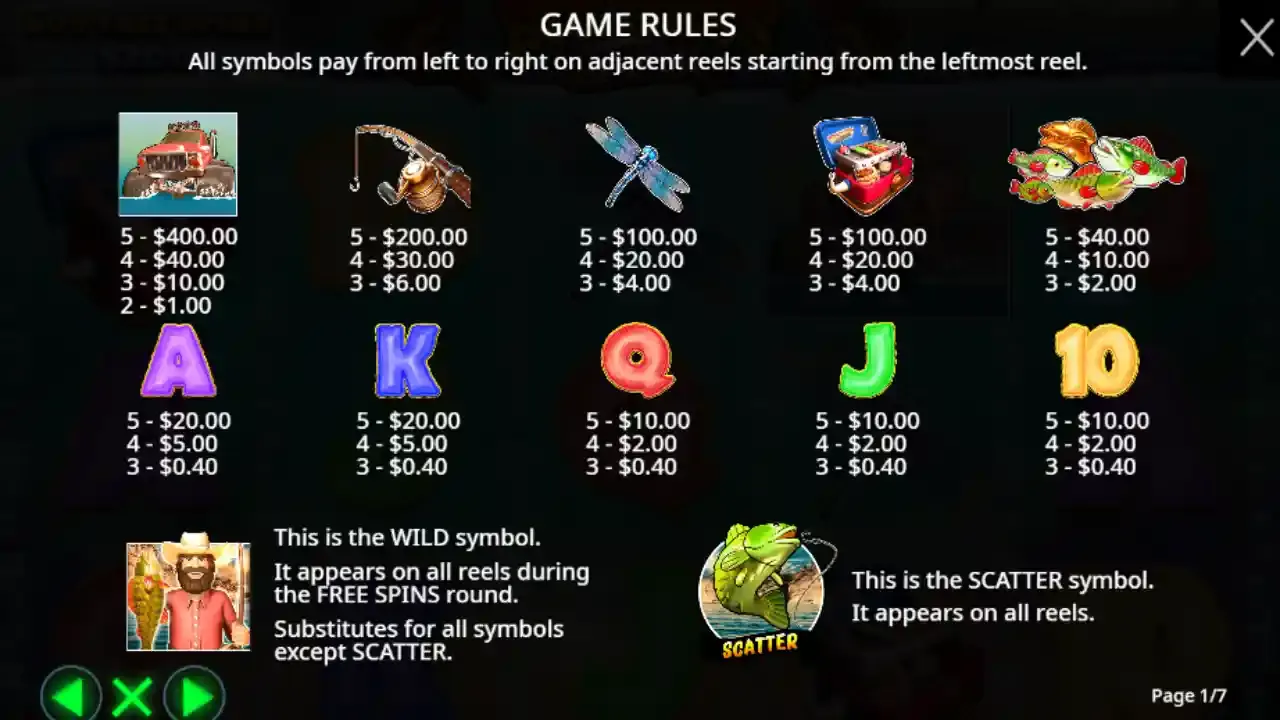 GAME RULES
All symbols pay from left to right on adjacent reels starting from the leftmost reel.
5 - $400.00
4 - $40.00
3 - $10.00
2 - $1.00
5 - $200.00
4 - $30.00
3 - $6.00
5 - $100.00
4 - $20.00
3 - $4.00
5 - $100.00
4 - $20.00
3 - $4.00
5 - $40.00
4 - $10.00
3 - $2.00
A
5 - $20.00
4 - $5.00
3 - $0.40
K
5 - $20.00
4 - $5.00
3 - $0.40
Q
5 - $10.00
4 - $2.00
3 - $0.40
J
5 - $10.00
4 - $2.00
3 - $0.40
10
5 - $10.00
4 - $2.00
3 - $0.40
This is the WILD symbol.
It appears on all reels during
the FREE SPINS round.
Substitutes for all symbols
except SCATTER.
SCATTER
This is the SCATTER symbol.
It appears on all reels.
Page 1/7